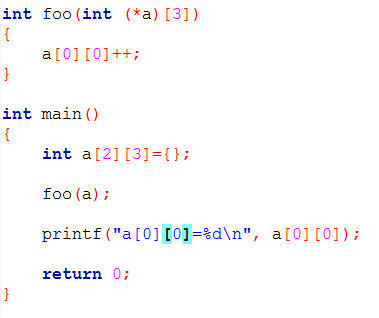 int foo(int (*a)[3])
{
    a[0][0]++;
}

int main()
{
    int a[2][3]={};

    foo(a);

    printf("a[0][0]=%d\n", a[0][0]);

    return 0;
}